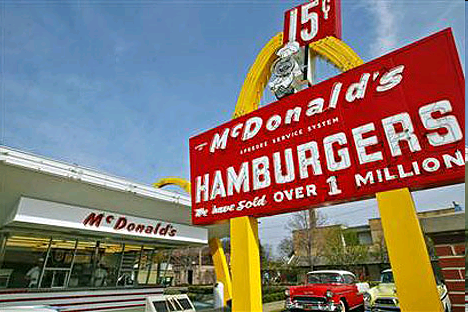 15¢
McDonald's
SPEEDEE SERVICE SYSTEM
HAMBURGERS
We have Sold OVER 1 MILLION
McDonald's